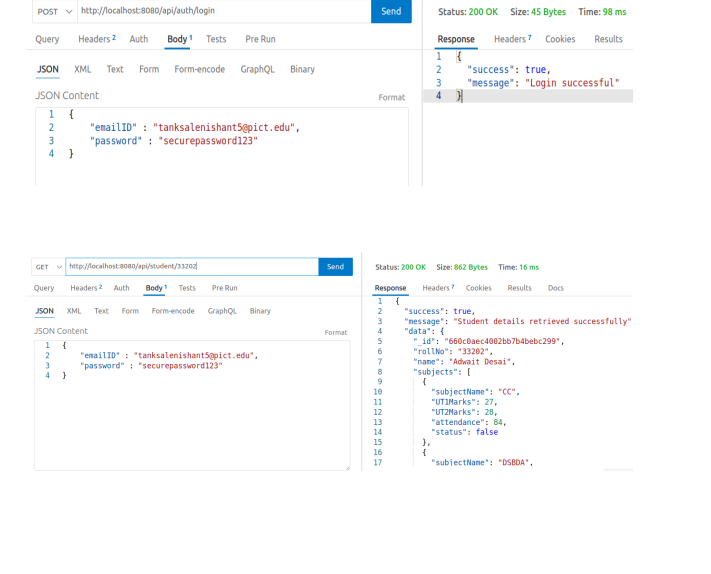 POST http://localhost:8080/api/auth/login Send
Query Headers 2 Auth Body 1 Tests Pre Run
JSON XML Text Form Form-encode GraphQL Binary
JSON Content Format
1 {
2 "emailID" : "tanksalenishant5@pict.edu",
3 "password" : "securepassword123"
4 }
Status: 200 OK Size: 45 Bytes Time: 98 ms
Response Headers 7 Cookies Results
1 {
2 "success": true,
3 "message": "Login successful"
4 }
GET http://localhost:8080/api/student/33202 Send
Query Headers 2 Auth Body 1 Tests Pre Run
JSON XML Text Form Form-encode GraphQL Binary
JSON Content Format
1 {
2 "emailID" : "tanksalenishant5@pict.edu",
3 "password" : "securepassword123"
4 }
Status: 200 OK Size: 862 Bytes Time: 16 ms
Response Headers 7 Cookies Results Docs
1 {
2 "success": true,
3 "message": "Student details retrieved successfully"
4 "data": {
5 "_id": "660c0aec4002bb7b4bebc299",
6 "rollNo": "33202",
7 "name": "Adwait Desai",
8 "subjects": [
9 {
10 "subjectName": "CC",
11 "UT1Marks": 27,
12 "UT2Marks": 28,
13 "attendance": 84,
14 "status": false
15 },
16 {
17 "subjectName": "DSBDA",